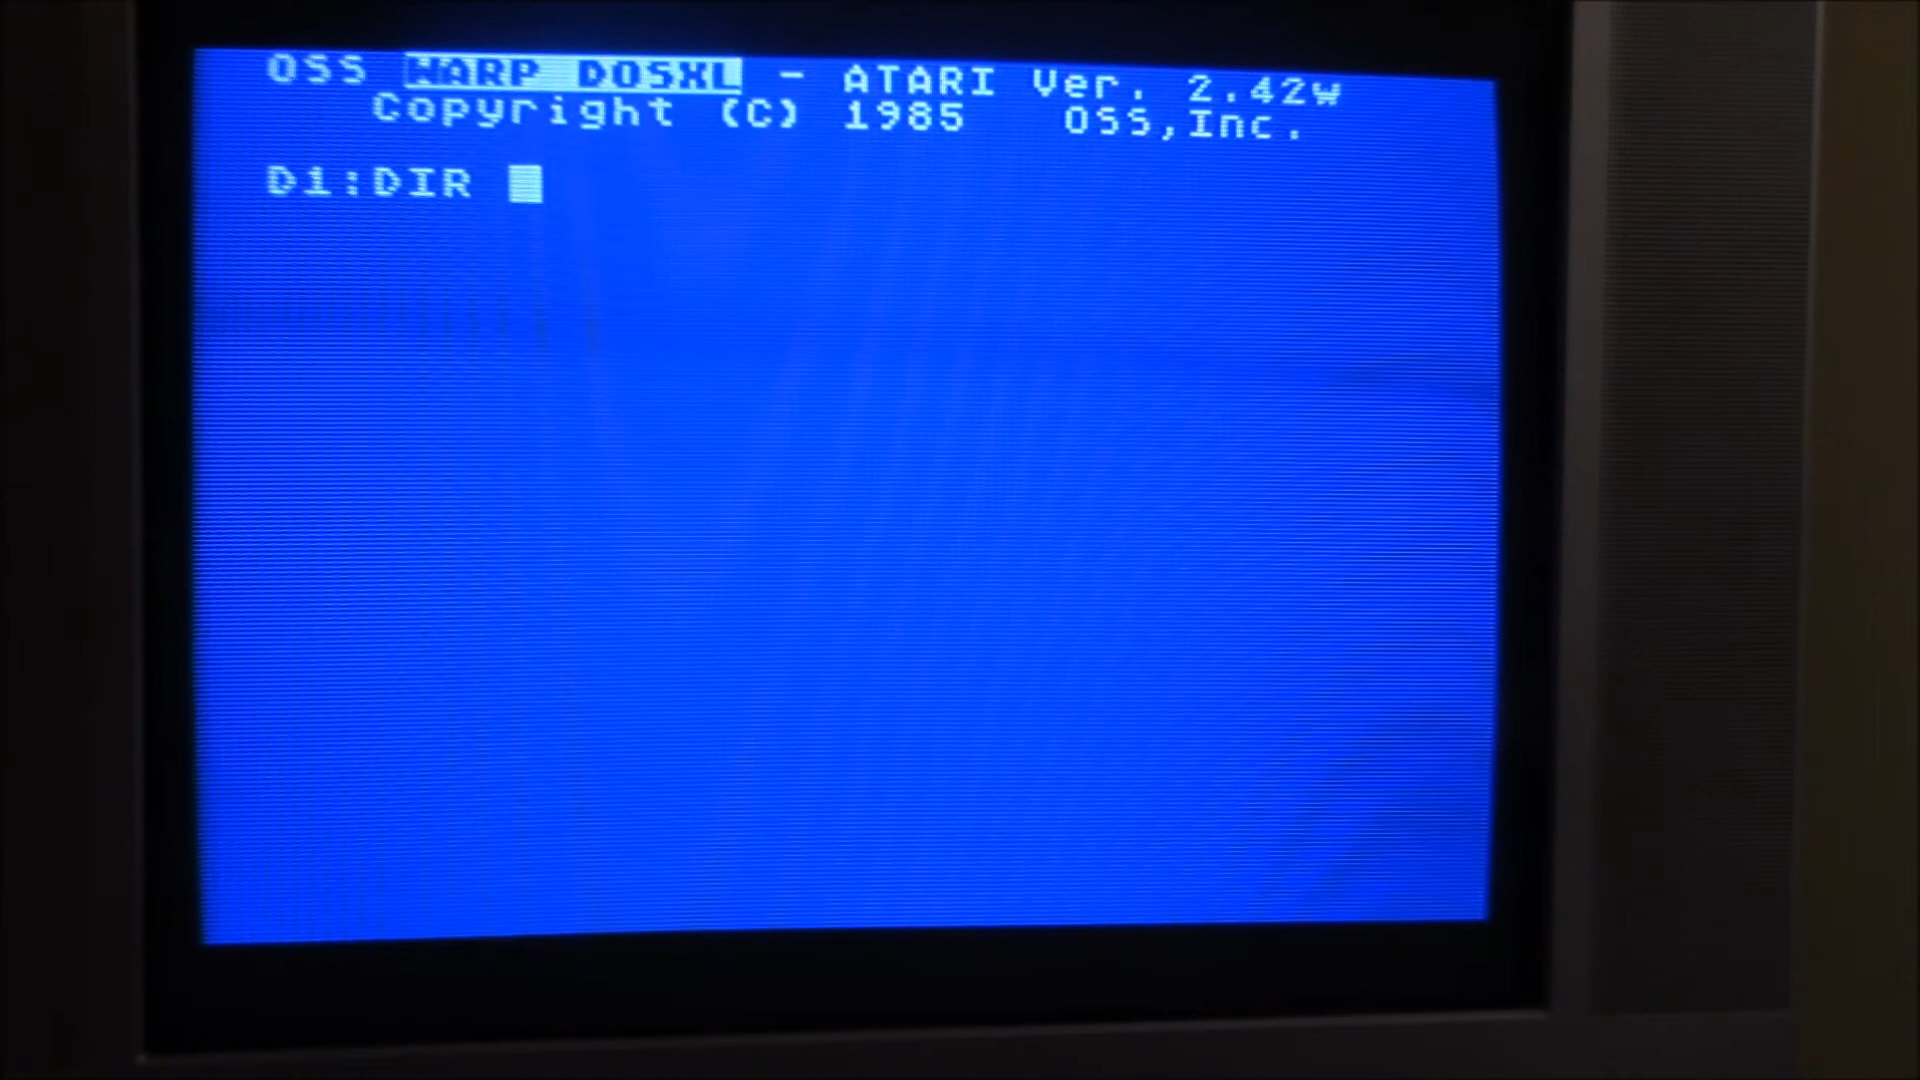 OSS WARP DOSXL - ATARI Ver. 2.42w
Copyright (C) 1985 OSS,Inc.
D1:DIR